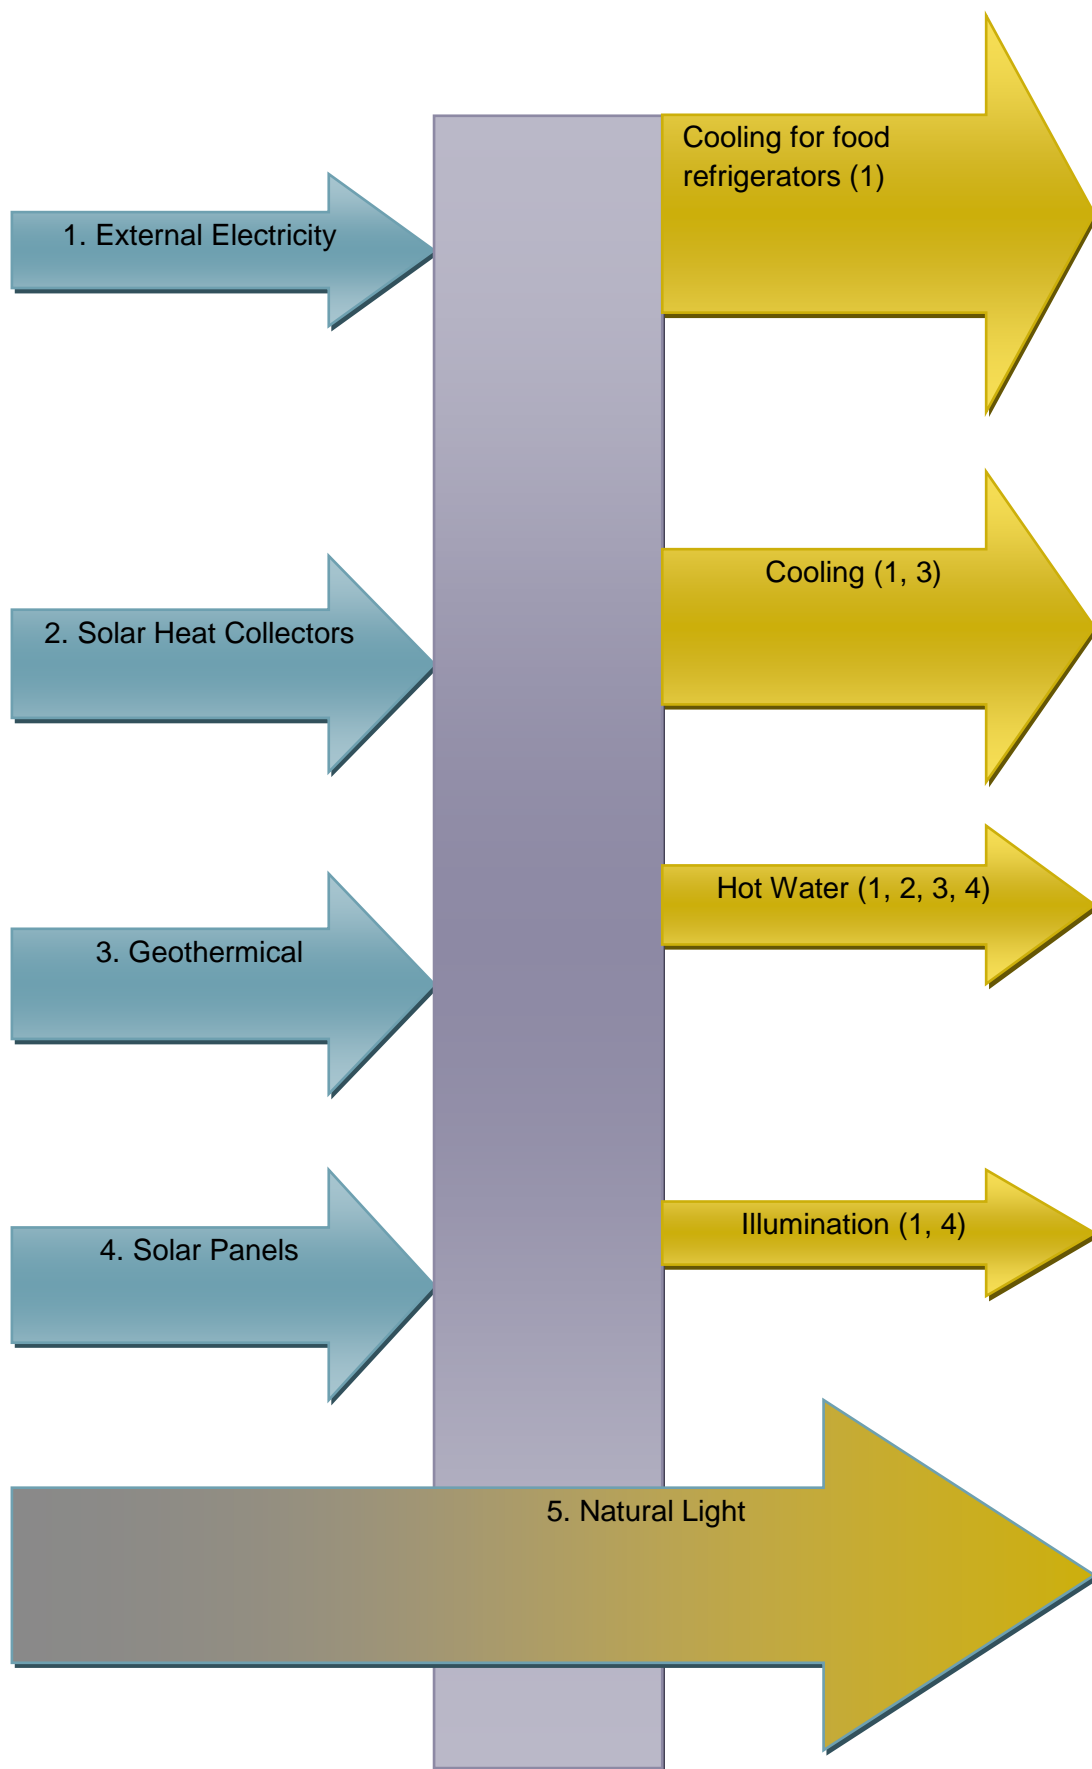 Cooling for food
refrigerators (1)
1. External Electricity
Cooling (1, 3)
2. Solar Heat Collectors
Hot Water (1, 2, 3, 4)
3. Geothermical
Illumination (1, 4)
4. Solar Panels
5. Natural Light